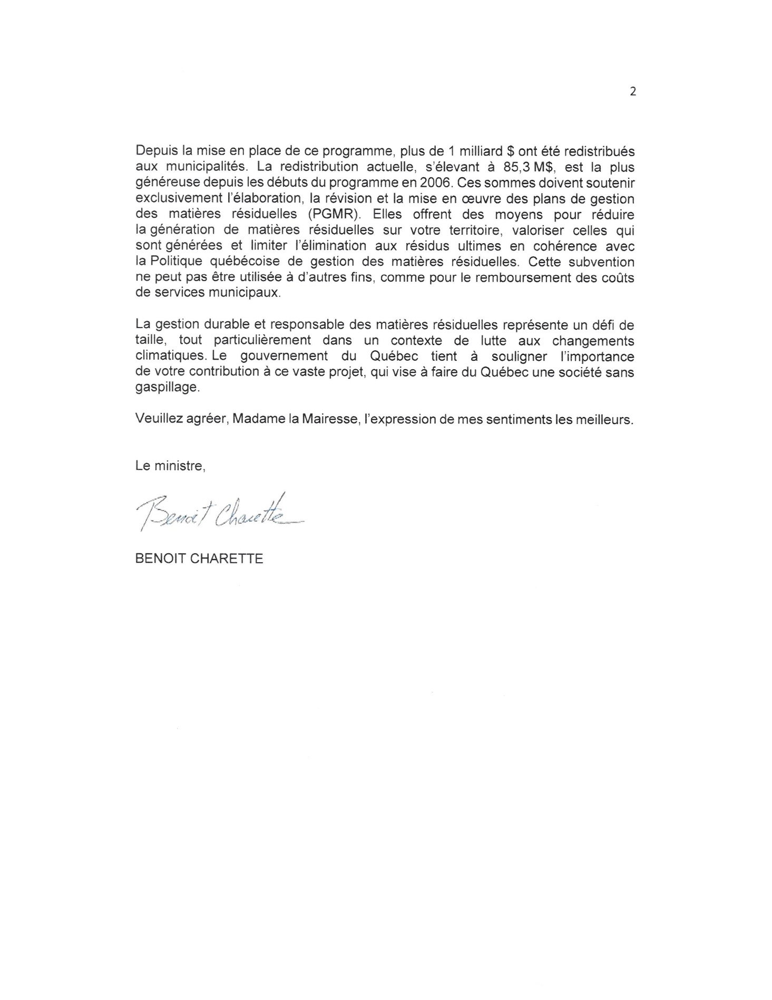 2
Depuis la mise en place de ce programme, plus de 1 milliard $ ont été redistribués
aux municipalités. La redistribution actuelle, s'élevant à 85,3 M$, est la plus
généreuse depuis les débuts du programme en 2006. Ces sommes doivent soutenir
exclusivement l'élaboration, la révision et la mise en œuvre des plans de gestion
des matières résiduelles (PGMR). Elles offrent des moyens pour réduire
la génération de matières résiduelles sur votre territoire, valoriser celles qui
sont générées et limiter l'élimination aux résidus ultimes en cohérence avec
la Politique québécoise de gestion des matières résiduelles. Cette subvention
ne peut pas être utilisée à d'autres fins, comme pour le remboursement des coûts
de services municipaux.
La gestion durable et responsable des matières résiduelles représente un défi de
taille, tout particulièrement dans un contexte de lutte aux changements
climatiques. Le gouvernement du Québec tient à souligner l'importance
de votre contribution à ce vaste projet, qui vise à faire du Québec une société sans
gaspillage.
Veuillez agréer, Madame la Mairesse, l'expression de mes sentiments les meilleurs.
Le ministre,
Benoit Charette
BENOIT CHARETTE